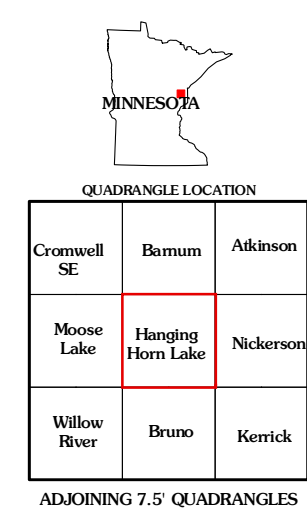 MINNESOTA
QUADRANGLE LOCATION
Cromwell
SE
Barnum
Atkinson
Moose
Lake
Hanging
Horn Lake
Nickerson
Willow
River
Bruno
Kerrick
ADJOINING 7.5' QUADRANGLES